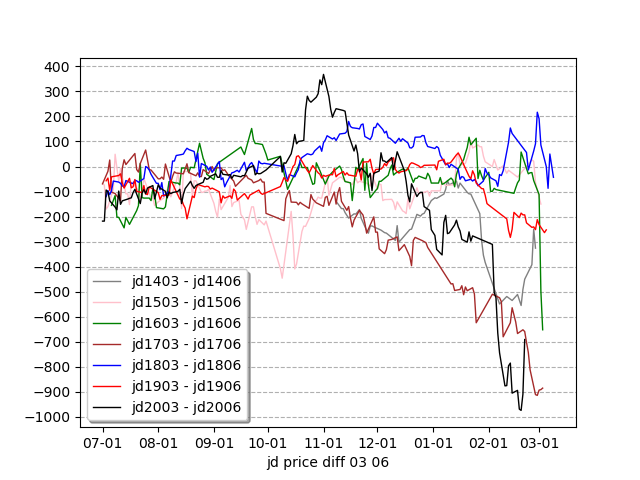 400
300
200
100
0
−100
−200
−300
−400
−500
−600
−700
−800
−900
−1000
jd1403 - jd1406
jd1503 - jd1506
jd1603 - jd1606
jd1703 - jd1706
jd1803 - jd1806
jd1903 - jd1906
jd2003 - jd2006
07-01 08-01 09-01 10-01 11-01 12-01 01-01 02-01 03-01
jd price diff 03 06